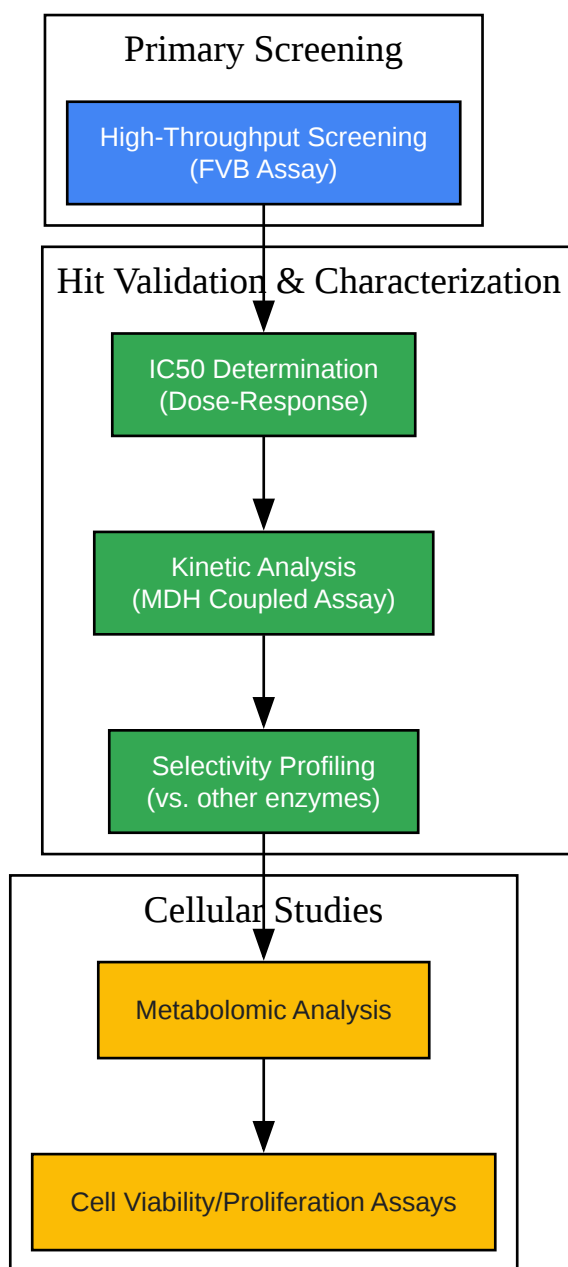 Primary Screening
High-Throughput Screening
(FVB Assay)
Hit Validation & Characterization
IC50 Determination
(Dose-Response)
Kinetic Analysis
(MDH Coupled Assay)
Selectivity Profiling
(vs. other enzymes)
Cellular Studies
Metabolomic Analysis
Cell Viability/Proliferation Assays